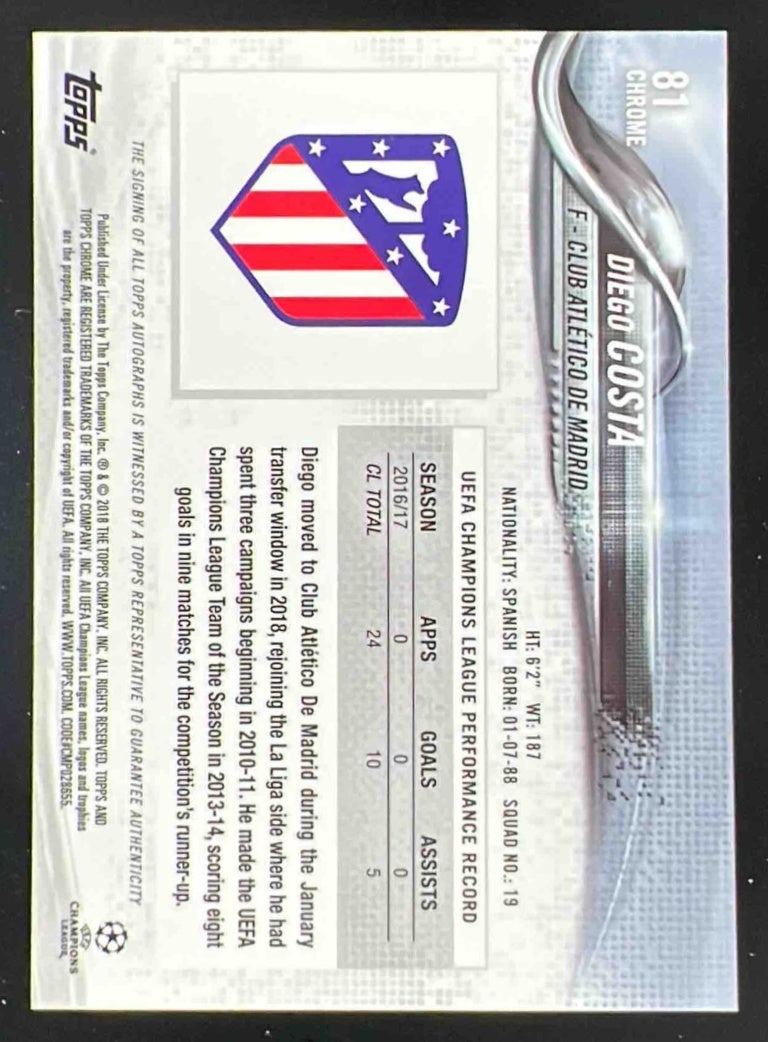 81
CHROME
DIEGO COSTA
F - CLUB ATLÉTICO DE MADRID
HT: 6'2" WT: 187
NATIONALITY: SPANISH BORN: 01-07-88 SQUAD NO.: 19
UEFA CHAMPIONS LEAGUE PERFORMANCE RECORD
SEASON APPS GOALS ASSISTS
2016/17 0 0 0
CL TOTAL 24 10 5
Diego moved to Club Atlético De Madrid during the January
transfer window in 2018, rejoining the La Liga side where he had
spent three campaigns beginning in 2010-11. He made the UEFA
Champions League Team of the Season in 2013-14, scoring eight
goals in nine matches for the competition's runner-up.
THE SIGNING OF ALL TOPPS AUTOGRAPHS IS WITNESSED BY A TOPPS REPRESENTATIVE TO GUARANTEE AUTHENTICITY
topps®
Published Under License by The Topps Company, Inc. ® & © 2018 THE TOPPS COMPANY, INC. ALL RIGHTS RESERVED. TOPPS AND
TOPPS CHROME ARE REGISTERED TRADEMARKS OF THE TOPPS COMPANY, INC. All UEFA Champions League names, logos and trophies
are the property, registered trademarks and/or copyright of UEFA. All rights reserved. WWW.TOPPS.COM. CODE#CMP028655.
UEFA
CHAMPIONS
LEAGUE